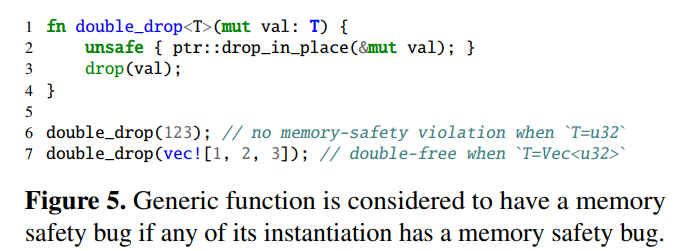 1 fn double_drop<T>(mut val: T) {
2     unsafe { ptr::drop_in_place(&mut val); }
3     drop(val);
4 }
5
6 double_drop(123); // no memory-safety violation when `T=u32`
7 double_drop(vec![1, 2, 3]); // double-free when `T=Vec<u32>`
Figure 5. Generic function is considered to have a memory
safety bug if any of its instantiation has a memory safety bug.